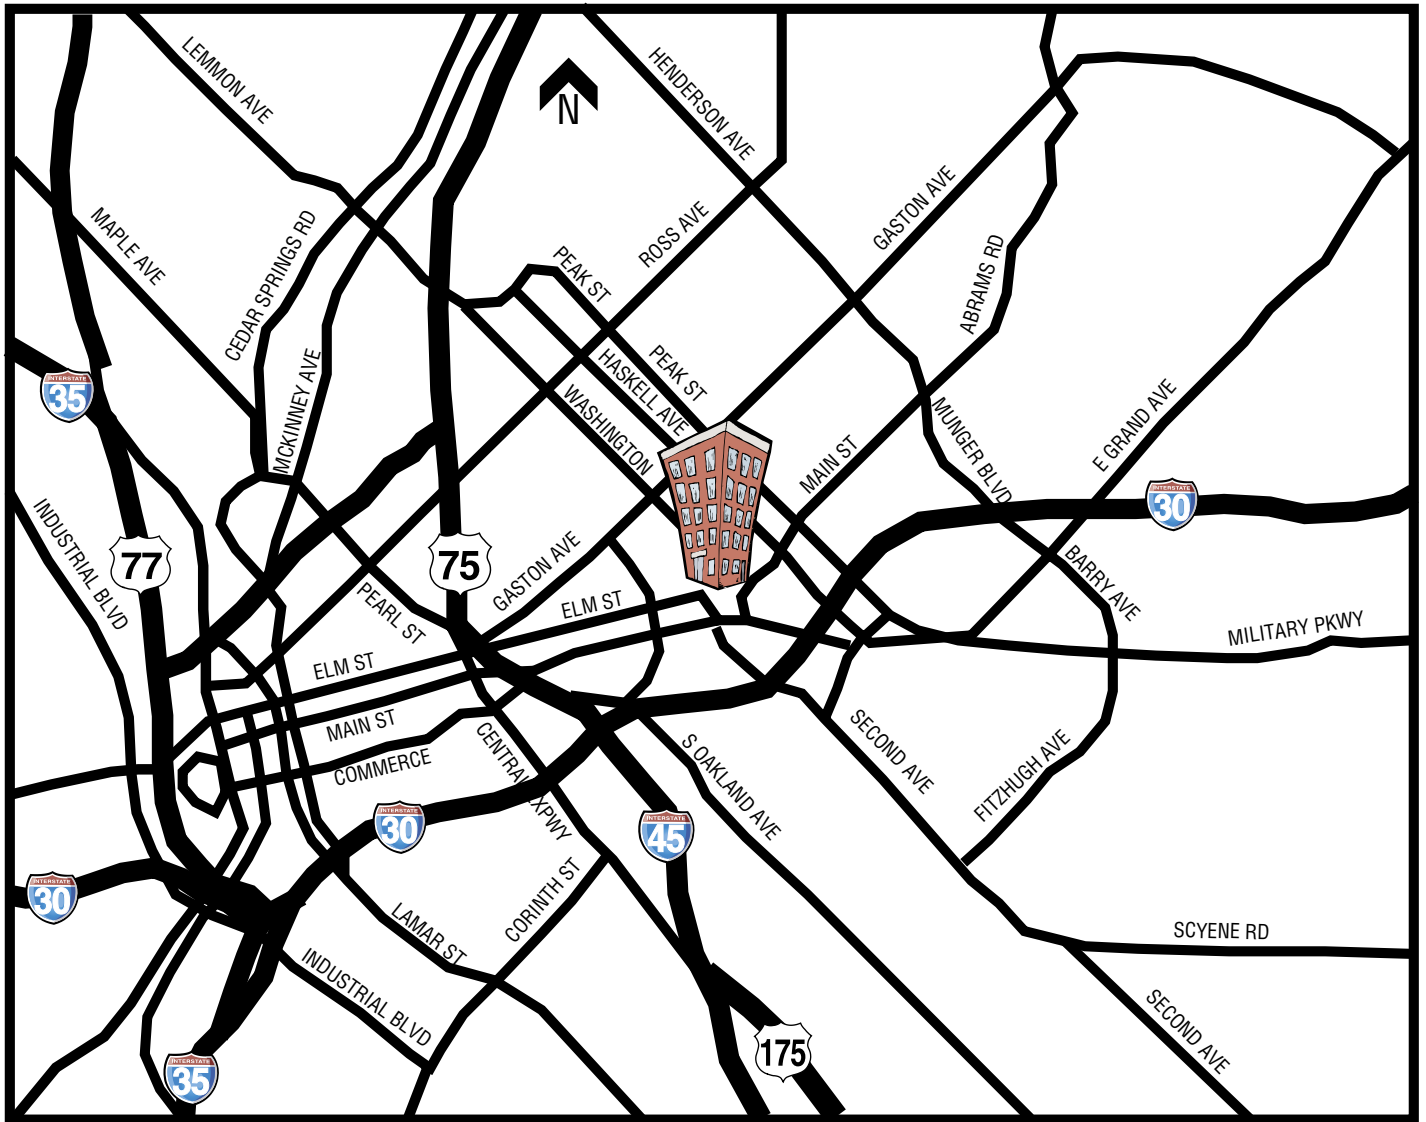 LEMMON AVE
HENDERSON AVE
N
MAPLE AVE
CEDAR SPRINGS RD
ROSS AVE
GASTON AVE
PEAK ST
ABRAMS RD
MCKINNEY AVE
INTERSTATE
35
PEAK ST
HASKELL AVE
WASHINGTON
MAIN ST
MUNGER BLVD
E GRAND AVE
INTERSTATE
30
INDUSTRIAL BLVD
77
75
GASTON AVE
PEARL ST
ELM ST
BARRY AVE
MILITARY PKWY
ELM ST
MAIN ST
COMMERCE
CENTRAL EXPWY
S OAKLAND AVE
SECOND AVE
FITZHUGH AVE
INTERSTATE
30
INTERSTATE
45
INTERSTATE
30
LAMAR ST
CORINTH ST
SCYENE RD
INDUSTRIAL BLVD
SECOND AVE
175
INTERSTATE
35